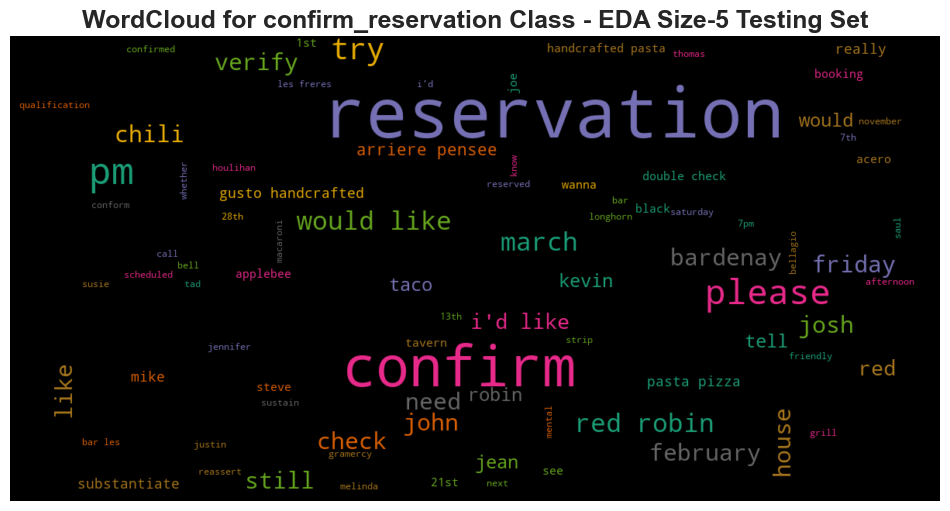 WordCloud for confirm_reservation Class - EDA Size-5 Testing Set
confirmed
1st
try
handcrafted pasta
thomas
really
verify
les freres
i'd
joe
booking
qualification
reservation
chili
would
november
7th
arriere pensee
pm
whether
houlihan
know
acero
reserved
wanna
double check
gusto handcrafted
conform
28th
bar
longhorn
black
saturday
would like
macaroni
7pm
saul
march
call
bell
scheduled
tad
susie
applebee
bardenay
bellagio
friday
afternoon
taco
kevin
please
13th
i'd like
josh
strip
tavern
tell
jennifer
friendly
confirm
like
mike
steve
sustain
need
robin
pasta pizza
red
john
mental
red robin
house
grill
bar les
justin
check
gramercy
february
reassert
jean
see
substantiate
still
melinda
21st
next